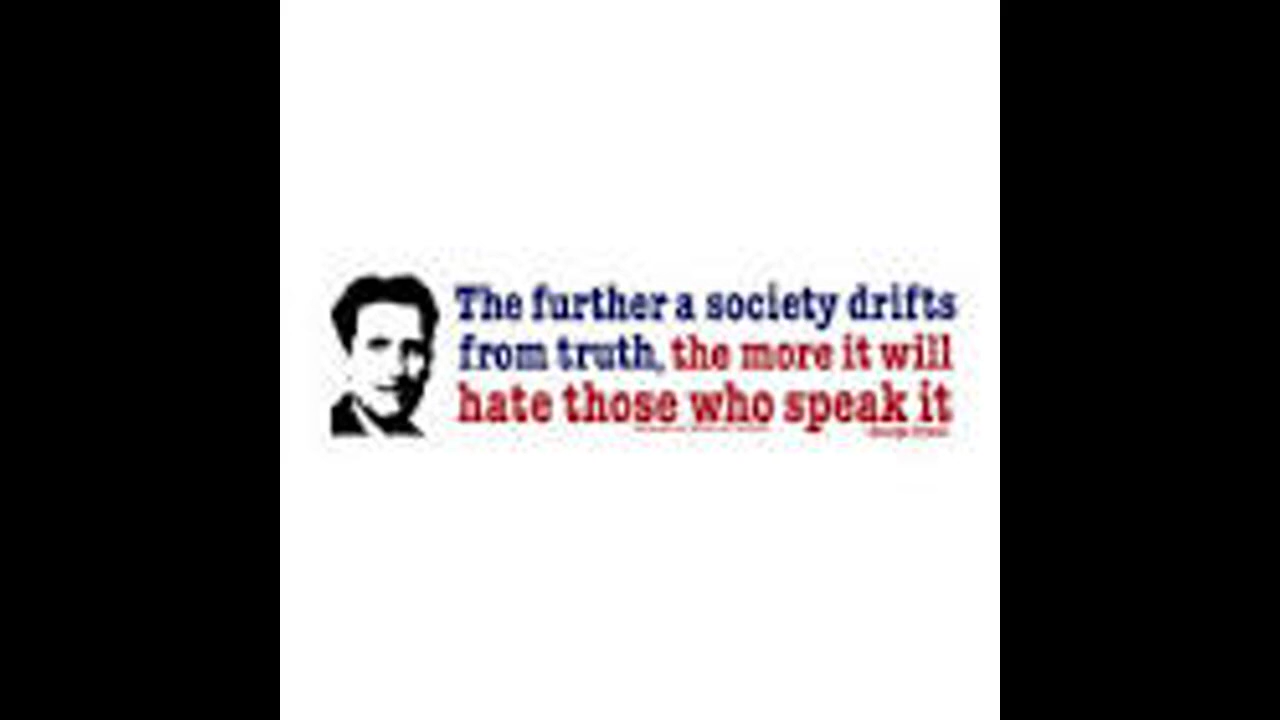 The further a society drifts
from truth, the more it will
hate those who speak it